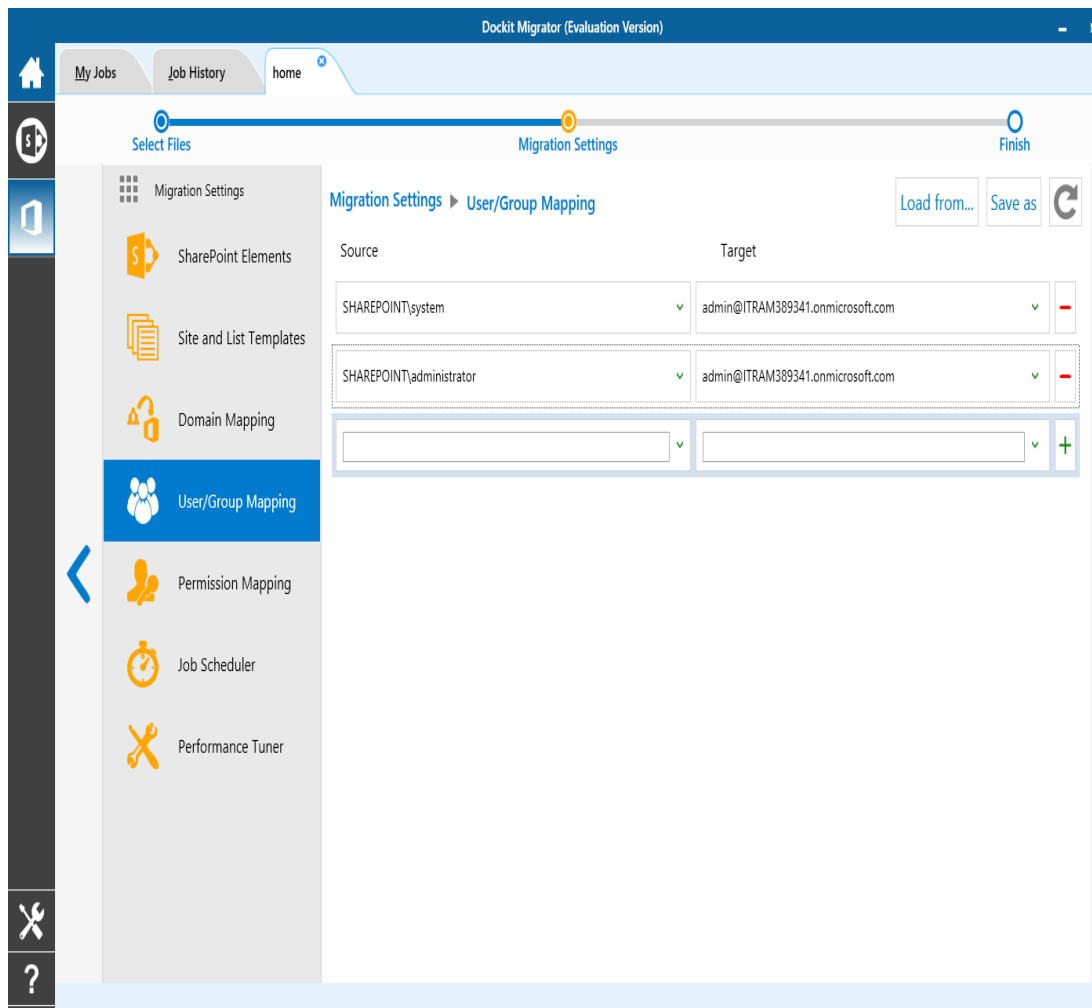 Dockit Migrator (Evaluation Version)
My Jobs
Job History
home
Select Files
Migration Settings
Finish
Migration Settings
SharePoint Elements
Site and List Templates
Domain Mapping
User/Group Mapping
Permission Mapping
Job Scheduler
Performance Tuner
Migration Settings User/Group Mapping
Load from...
Save as
Source Target
SHAREPOINT\system admin@ITRAM389341.onmicrosoft.com
SHAREPOINT\administrator admin@ITRAM389341.onmicrosoft.com